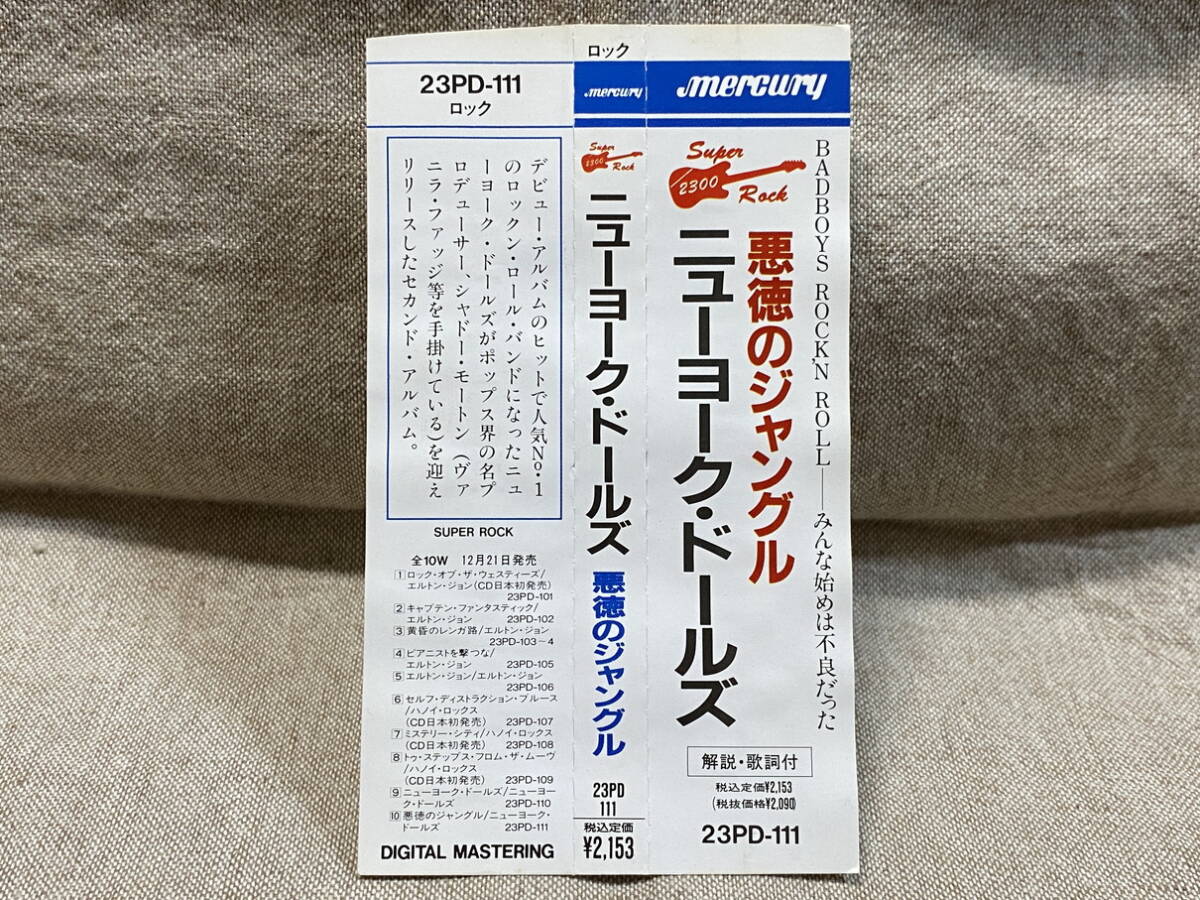 23PD-111
ロック
デビュー・アルバムのヒットで人気No.1
のロックン・ロール・バンドになったニュ
ーヨーク・ドールズがポップス界の名プ
ロデューサー、シャドー・モートン（ヴァ
ニラ・ファッジ等を手掛けている）を迎え
リリースしたセカンド・アルバム。
SUPER ROCK
全10W 12月21日発売
1 ロック・オブ・ザ・ウェスティーズ/
エルトン・ジョン(CD日本初発売)
23PD-101
2 キャプテン・ファンタスティック/
エルトン・ジョン 23PD-102
3 黄昏のレンガ路/エルトン・ジョン
23PD-103~4
4 ピアニストを撃つな/
エルトン・ジョン 23PD-105
5 エルトン・ジョン/エルトン・ジョン
23PD-106
6 セルフ・ディストラクション・ブルース
/ハノイ・ロックス
(CD日本初発売) 23PD-107
7 ミステリー・シティ/ハノイ・ロックス
(CD日本初発売) 23PD-108
8 トゥ・ステップス・フロム・ザ・ムーヴ
/ハノイ・ロックス
(CD日本初発売) 23PD-109
9 ニューヨーク・ドールズ/ニューヨー
ク・ドールズ 23PD-110
10 悪徳のジャングル/ニューヨーク・
ドールズ 23PD-111
DIGITAL MASTERING
ロック
mercury
Super
2300
Rock
ニューヨーク・ドールズ
悪徳のジャングル
23PD
111
税込定価
¥2,153
mercury
Super
2300
Rock
BADBOYS ROCK'N ROLL——みんな始めは不良だった
悪徳のジャングル
ニューヨーク・ドールズ
解説・歌詞付
税込定価¥2,153
(税抜価格¥2,090)
23PD-111